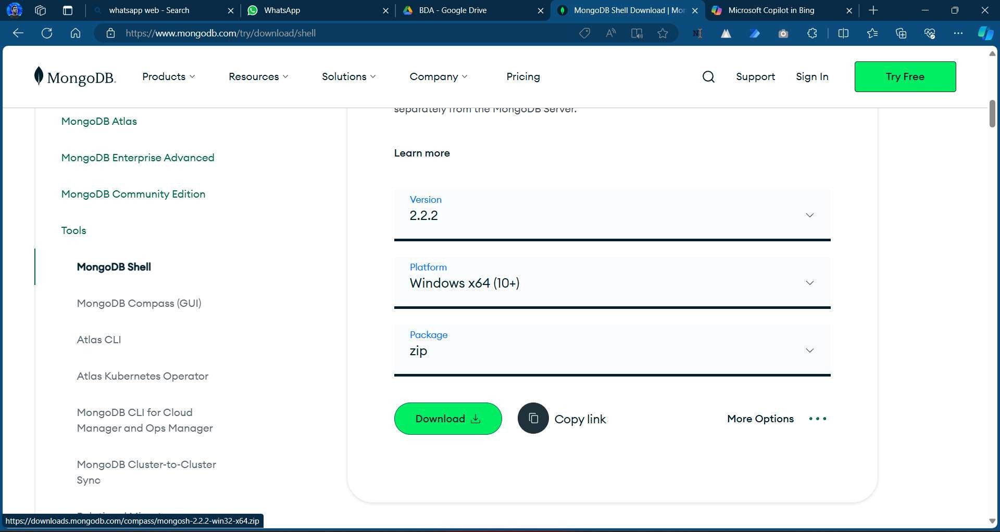 whatsapp web - Search
WhatsApp
BDA - Google Drive
MongoDB Shell Download | Mon
Microsoft Copilot in Bing
https://www.mongodb.com/try/download/shell
MongoDB.
Products
Resources
Solutions
Company
Pricing
Support
Sign In
Try Free
MongoDB Atlas
MongoDB Enterprise Advanced
MongoDB Community Edition
Tools
MongoDB Shell
MongoDB Compass (GUI)
Atlas CLI
Atlas Kubernetes Operator
MongoDB CLI for Cloud
Manager and Ops Manager
MongoDB Cluster-to-Cluster
Sync
separately from the MongoDB Server.
Learn more
Version
2.2.2
Platform
Windows x64 (10+)
Package
zip
Download
Copy link
More Options
https://downloads.mongodb.com/compass/mongosh-2.2.2-win32-x64.zip